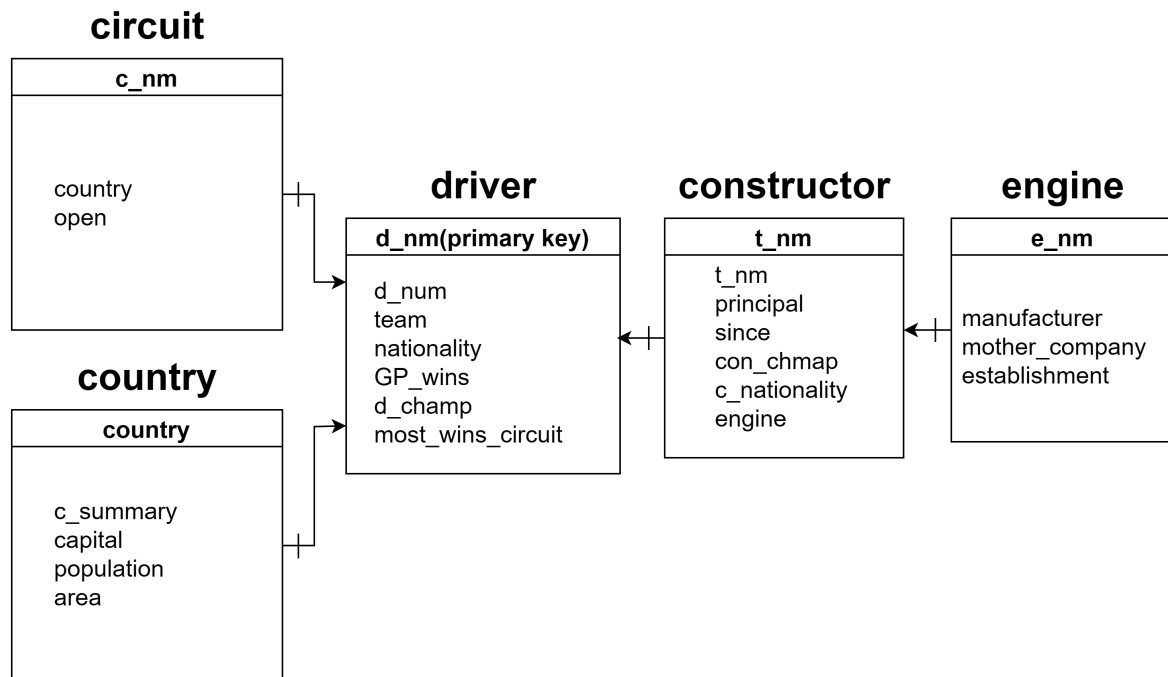 circuit
c_nm
country
open
country
country
c_summary
capital
population
area
driver
d_nm(primary key)
d_num
team
nationality
GP_wins
d_champ
most_wins_circuit
constructor
t_nm
t_nm
principal
since
con_chmap
c_nationality
engine
engine
e_nm
manufacturer
mother_company
establishment